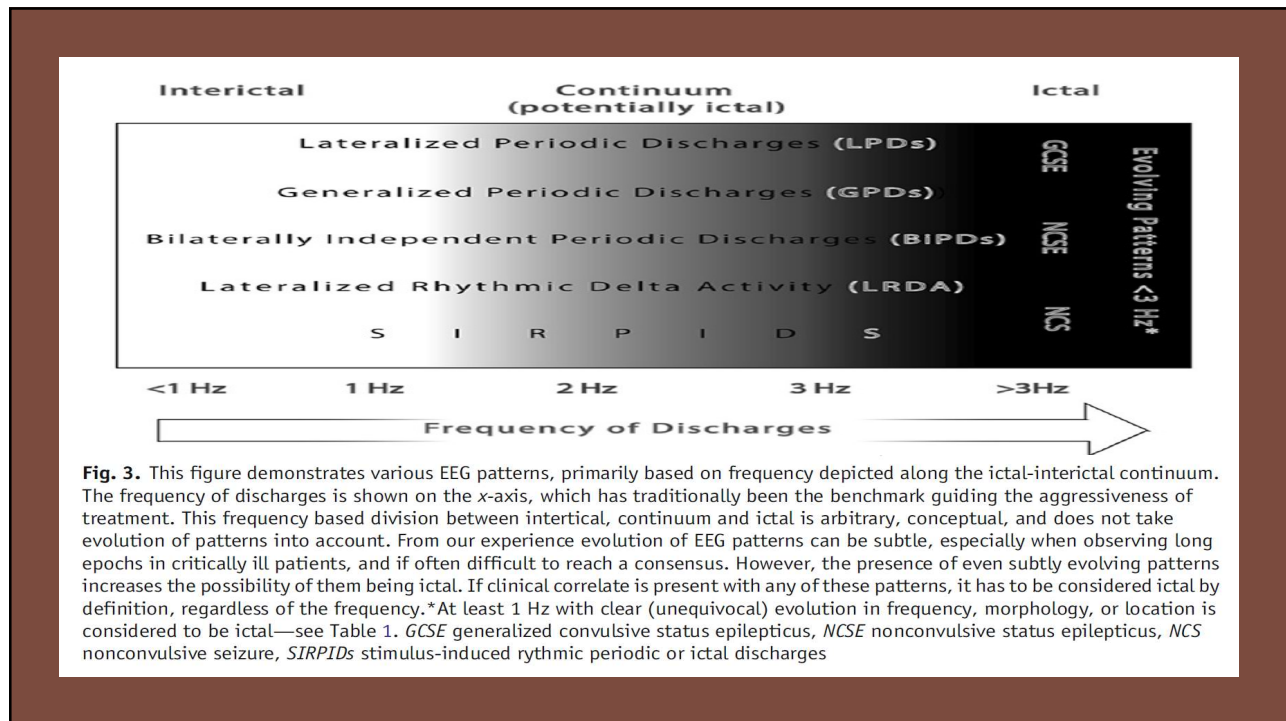 Interictal
Continuum
(potentially ictal)
Ictal
Lateralized Periodic Discharges (LPDs)
Generalized Periodic Discharges (GPDs)
Bilaterally Independent Periodic Discharges (BIPDs)
Lateralized Rhythmic Delta Activity (LRDA)
S I R P I D S
GCSE
NCSE
NCS
Evolving Patterns <3 Hz*
<1 Hz 1 Hz 2 Hz 3 Hz >3Hz
Frequency of Discharges
Fig. 3. This figure demonstrates various EEG patterns, primarily based on frequency depicted along the ictal-interictal continuum.
The frequency of discharges is shown on the x-axis, which has traditionally been the benchmark guiding the aggressiveness of
treatment. This frequency based division between intertical, continuum and ictal is arbitrary, conceptual, and does not take
evolution of patterns into account. From our experience evolution of EEG patterns can be subtle, especially when observing long
epochs in critically ill patients, and if often difficult to reach a consensus. However, the presence of even subtly evolving patterns
increases the possibility of them being ictal. If clinical correlate is present with any of these patterns, it has to be considered ictal by
definition, regardless of the frequency.*At least 1 Hz with clear (unequivocal) evolution in frequency, morphology, or location is
considered to be ictal—see Table 1. GCSE generalized convulsive status epilepticus, NCSE nonconvulsive status epilepticus, NCS
nonconvulsive seizure, SIRPIDs stimulus-induced rythmic periodic or ictal discharges